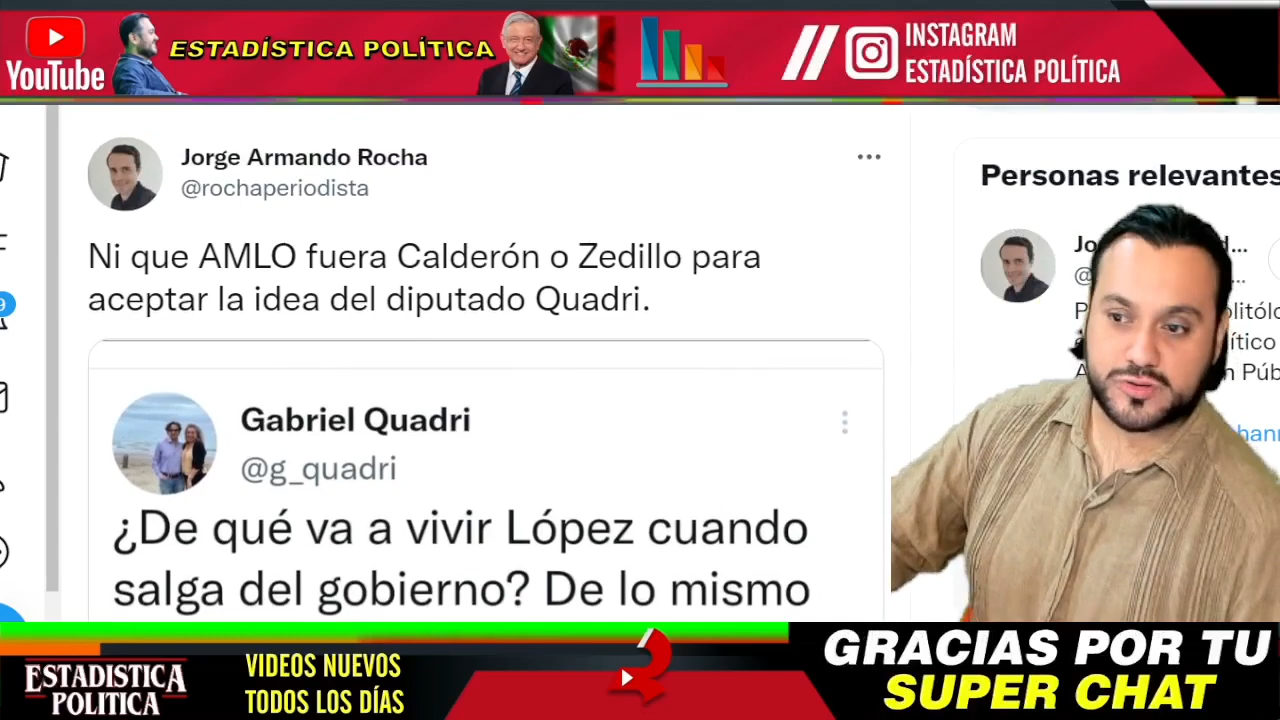 YouTube
ESTADÍSTICA POLÍTICA
INSTAGRAM
ESTADÍSTICA POLÍTICA
Jorge Armando Rocha
@rochaperiodista
Ni que AMLO fuera Calderón o Zedillo para
aceptar la idea del diputado Quadri.
Gabriel Quadri
@g_quadri
¿De qué va a vivir López cuando
salga del gobierno? De lo mismo
Personas relevantes
ESTADISTICA
POLÍTICA
VIDEOS NUEVOS
TODOS LOS DÍAS
GRACIAS POR TU
SUPER CHAT